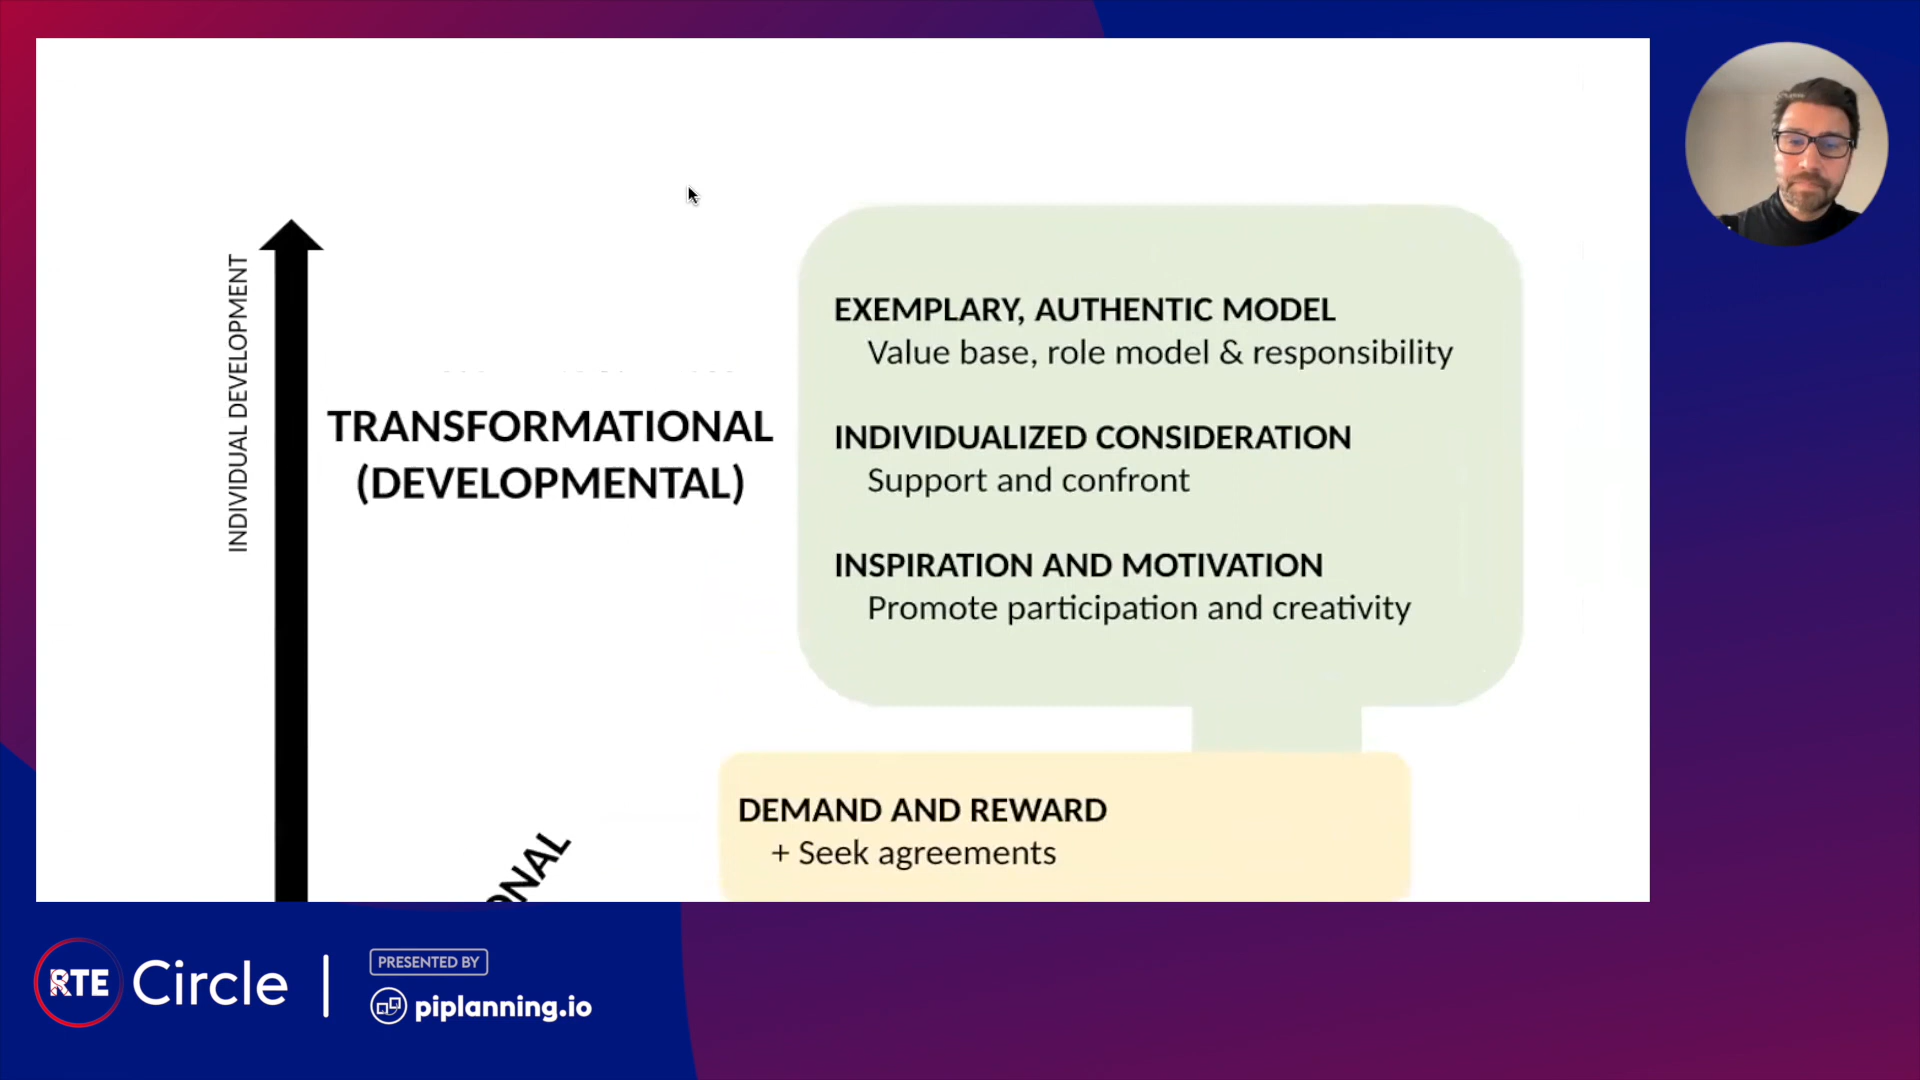 INDIVIDUAL DEVELOPMENT
TRANSFORMATIONAL
(DEVELOPMENTAL)
EXEMPLARY, AUTHENTIC MODEL
Value base, role model & responsibility
INDIVIDUALIZED CONSIDERATION
Support and confront
INSPIRATION AND MOTIVATION
Promote participation and creativity
DEMAND AND REWARD
+ Seek agreements
ONAL
RTE Circle
PRESENTED BY
piplanning.io